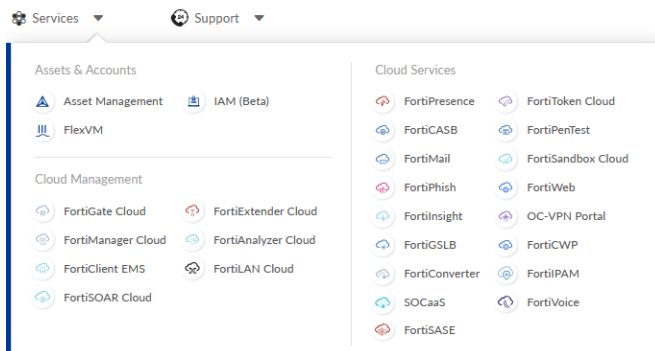 Services
Support
24
Assets & Accounts
Asset Management
IAM (Beta)
FlexVM
Cloud Management
FortiGate Cloud
FortiExtender Cloud
FortiManager Cloud
FortiAnalyzer Cloud
FortiClient EMS
FortiLAN Cloud
FortiSOAR Cloud
Cloud Services
FortiPresence
FortiToken Cloud
FortiCASB
FortiPenTest
FortiMail
FortiSandbox Cloud
FortiPhish
FortiWeb
FortiInsight
OC-VPN Portal
FortiGSLB
FortiCWP
FortiConverter
FortiIPAM
SOCaaS
FortiVoice
FortiSASE